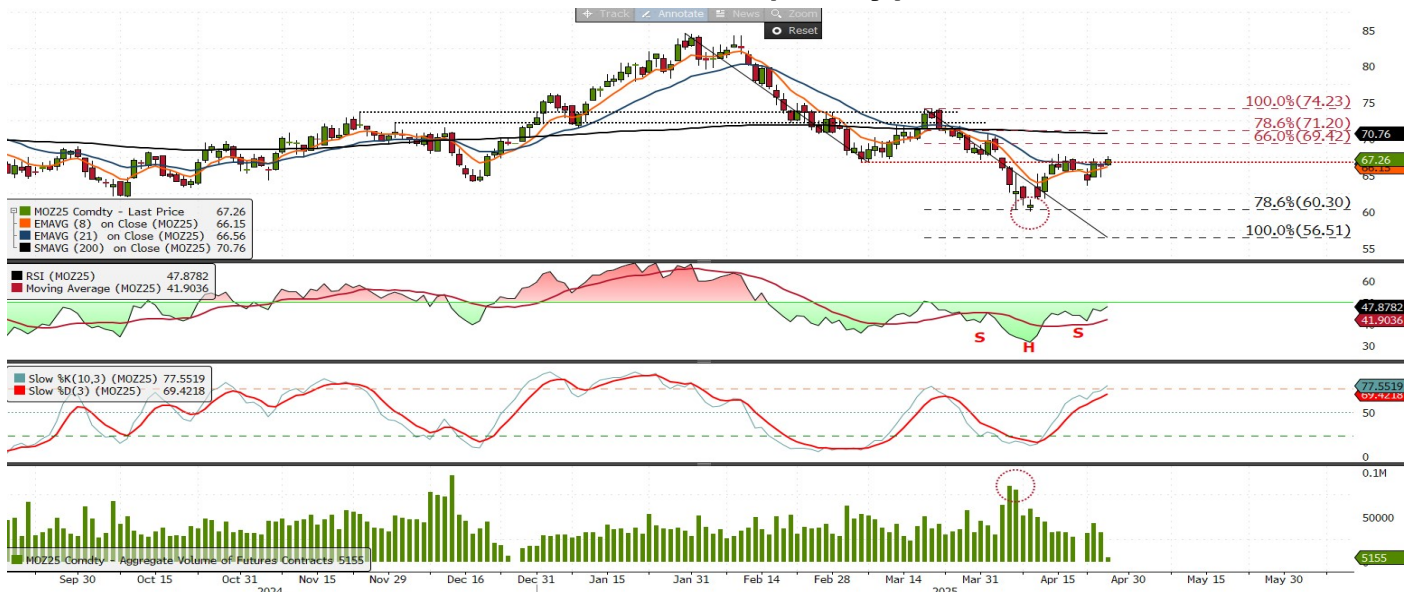 Track Annotate News Zoom
Reset
85
80
75
65
60
55
100.0%(74.23)
78.6%(71.20)
66.0%(69.42)
78.6%(60.30)
100.0%(56.51)
70.76
67.26
66.15
MOZ25 Comdty - Last Price 67.26
EMAVG (8) on Close (MOZ25) 66.15
EMAVG (21) on Close (MOZ25) 66.56
SMAVG (200) on Close (MOZ25) 70.76
RSI (MOZ25) 47.8782
Moving Average (MOZ25) 41.9036
S
H
S
60
47.8782
41.9036
30
Slow %K(10,3) (MOZ25) 77.5519
Slow %D(3) (MOZ25) 69.4218
77.5519
69.4218
50
0
0.1M
50000
5155
MOZ25 Comdty - Aggregate Volume of Futures Contracts 5155
Sep 30 Oct 15 Oct 31 Nov 15 Nov 29 Dec 16 Dec 31 Jan 15 Jan 31 Feb 14 Feb 28 Mar 14 Mar 31 Apr 15 Apr 30 May 15 May 30
2024 2025